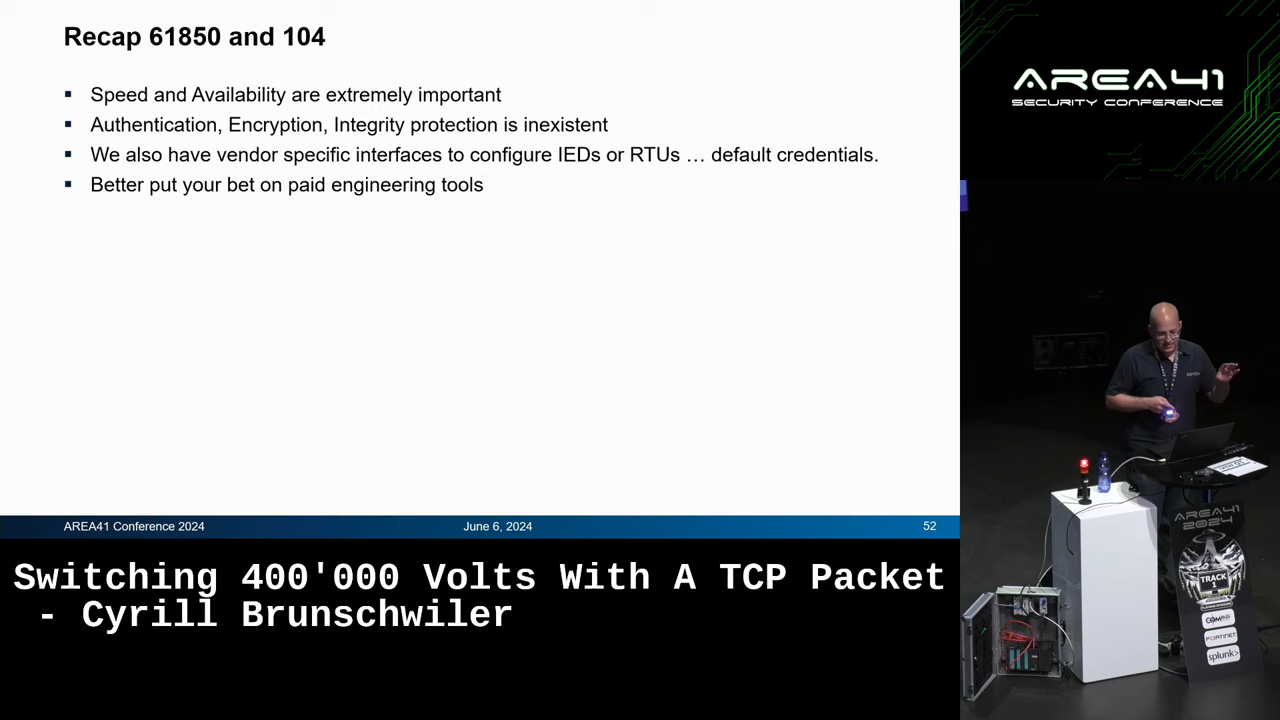 Recap 61850 and 104
▪ Speed and Availability are extremely important
▪ Authentication, Encryption, Integrity protection is inexistent
▪ We also have vendor specific interfaces to configure IEDs or RTUs … default credentials.
▪ Better put your bet on paid engineering tools
AREA41 Conference 2024
June 6, 2024
52
Switching 400'000 Volts With A TCP Packet
- Cyrill Brunschwiler
AREA41
SECURITY CONFERENCE
AREA41
2024
TRACK
1
COMPASS
FORTINET
splunk>